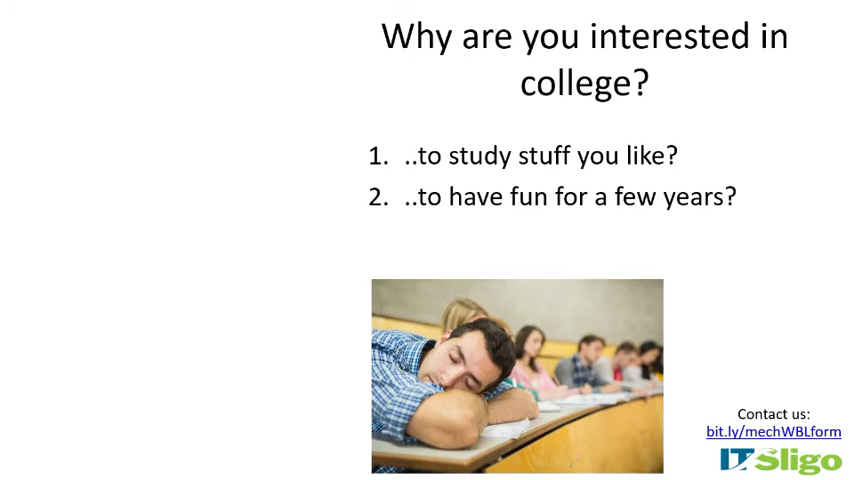 Why are you interested in
college?
1. ..to study stuff you like?
2. ..to have fun for a few years?
Contact us:
bit.ly/mechWBLform
IT Sligo